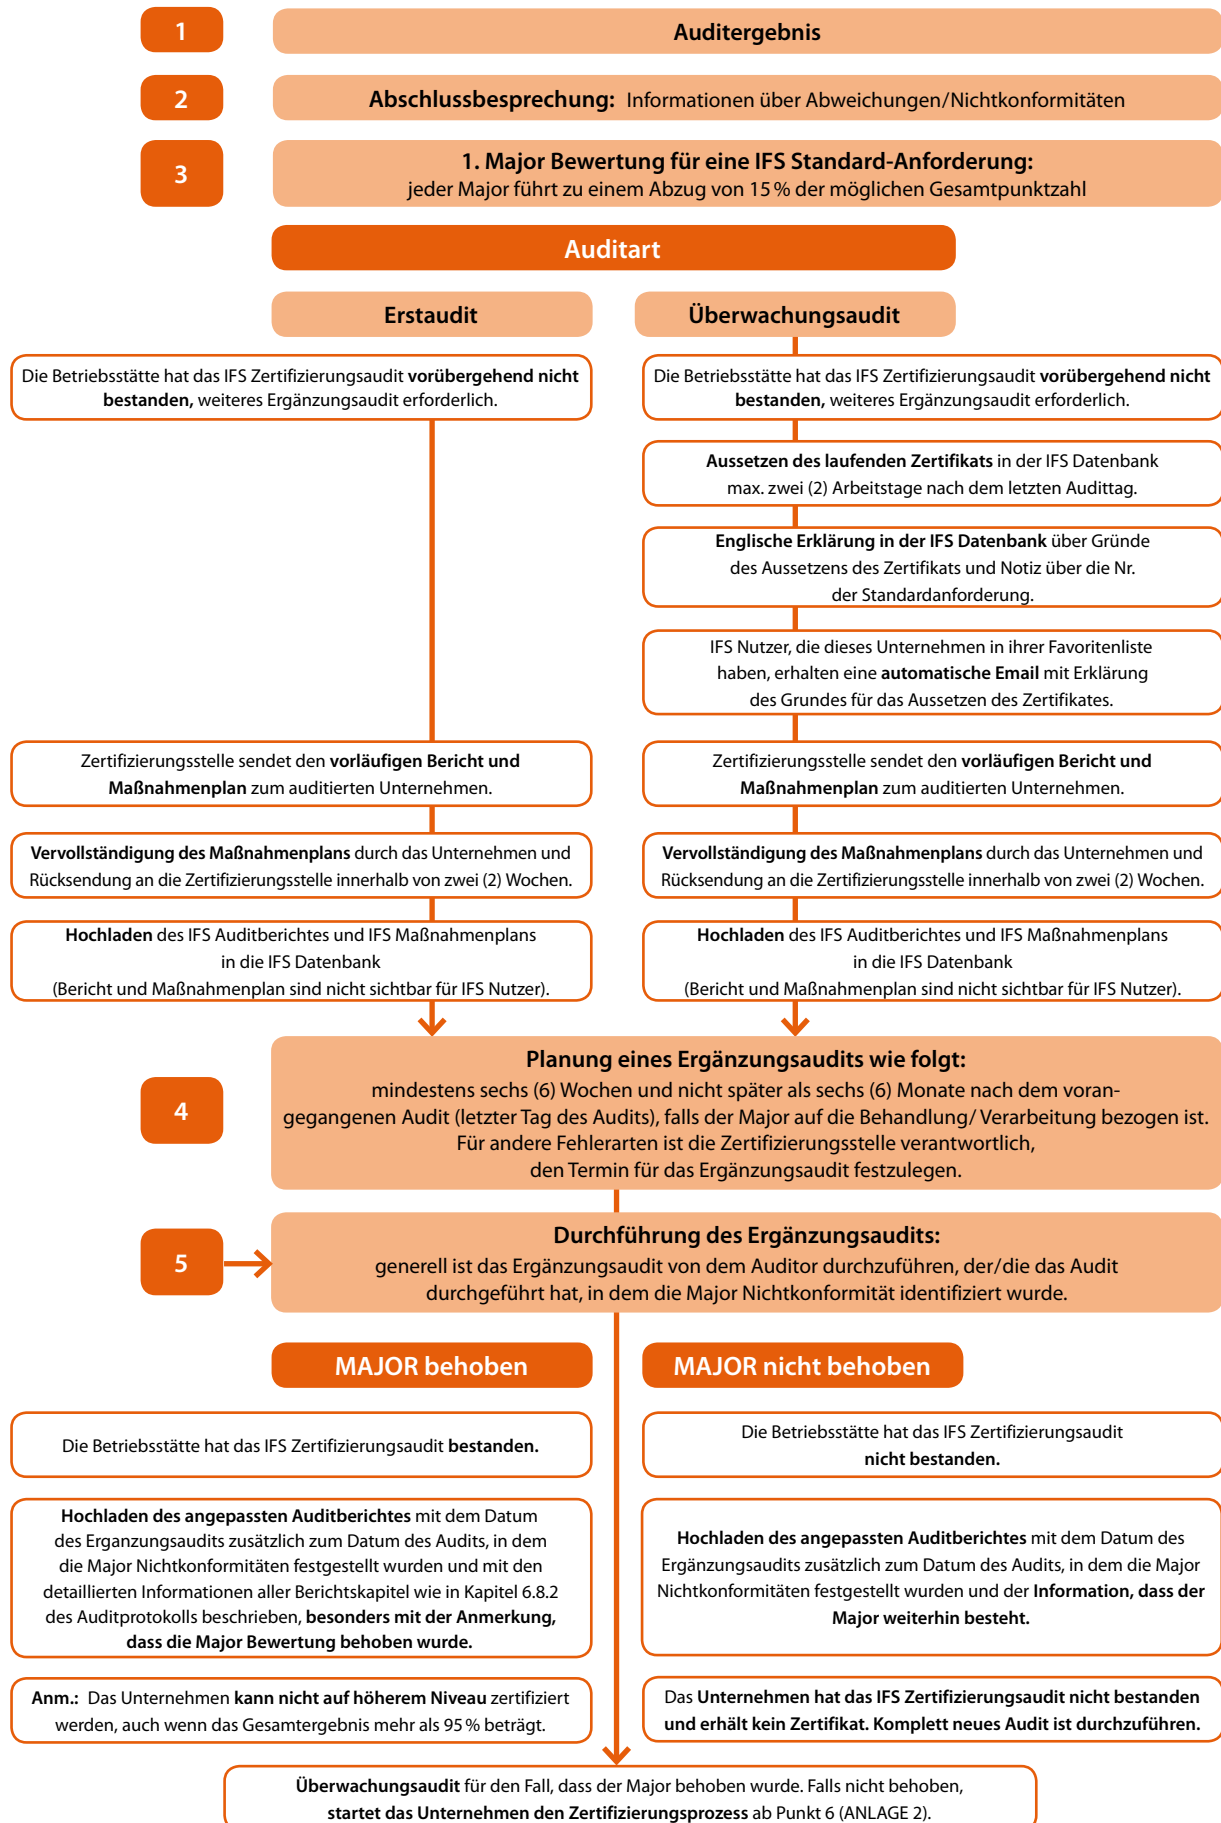 1
Auditergebnis
2
Abschlussbesprechung: Informationen über Abweichungen/Nichtkonformitäten
3
1. Major Bewertung für eine IFS Standard-Anforderung:
jeder Major führt zu einem Abzug von 15 % der möglichen Gesamtpunktzahl
Auditart
Erstaudit
Die Betriebsstätte hat das IFS Zertifizierungsaudit vorübergehend nicht
bestanden, weiteres Ergänzungsaudit erforderlich.
Zertifizierungsstelle sendet den vorläufigen Bericht und
Maßnahmenplan zum auditierten Unternehmen.
Vervollständigung des Maßnahmenplans durch das Unternehmen und
Rücksendung an die Zertifizierungsstelle innerhalb von zwei (2) Wochen.
Hochladen des IFS Auditberichtes und IFS Maßnahmenplans
in die IFS Datenbank
(Bericht und Maßnahmenplan sind nicht sichtbar für IFS Nutzer).
Überwachungsaudit
Die Betriebsstätte hat das IFS Zertifizierungsaudit vorübergehend nicht
bestanden, weiteres Ergänzungsaudit erforderlich.
Aussetzen des laufenden Zertifikats in der IFS Datenbank
max. zwei (2) Arbeitstage nach dem letzten Audittag.
Englische Erklärung in der IFS Datenbank über Gründe
des Aussetzens des Zertifikats und Notiz über die Nr.
der Standardanforderung.
IFS Nutzer, die dieses Unternehmen in ihrer Favoritenliste
haben, erhalten eine automatische Email mit Erklärung
des Grundes für das Aussetzen des Zertifikates.
Zertifizierungsstelle sendet den vorläufigen Bericht und
Maßnahmenplan zum auditierten Unternehmen.
Vervollständigung des Maßnahmenplans durch das Unternehmen und
Rücksendung an die Zertifizierungsstelle innerhalb von zwei (2) Wochen.
Hochladen des IFS Auditberichtes und IFS Maßnahmenplans
in die IFS Datenbank
(Bericht und Maßnahmenplan sind nicht sichtbar für IFS Nutzer).
4
Planung eines Ergänzungsaudits wie folgt:
mindestens sechs (6) Wochen und nicht später als sechs (6) Monate nach dem voran-
gegangenen Audit (letzter Tag des Audits), falls der Major auf die Behandlung/ Verarbeitung bezogen ist.
Für andere Fehlerarten ist die Zertifizierungsstelle verantwortlich,
den Termin für das Ergänzungsaudit festzulegen.
5
Durchführung des Ergänzungsaudits:
generell ist das Ergänzungsaudit von dem Auditor durchzuführen, der/die das Audit
durchgeführt hat, in dem die Major Nichtkonformität identifiziert wurde.
MAJOR behoben
Die Betriebsstätte hat das IFS Zertifizierungsaudit bestanden.
Hochladen des angepassten Auditberichtes mit dem Datum
des Erganzungsaudits zusätzlich zum Datum des Audits, in dem
die Major Nichtkonformitäten festgestellt wurden und mit den
detaillierten Informationen aller Berichtskapitel wie in Kapitel 6.8.2
des Auditprotokolls beschrieben, besonders mit der Anmerkung,
dass die Major Bewertung behoben wurde.
Anm.: Das Unternehmen kann nicht auf höherem Niveau zertifiziert
werden, auch wenn das Gesamtergebnis mehr als 95 % beträgt.
MAJOR nicht behoben
Die Betriebsstätte hat das IFS Zertifizierungsaudit
nicht bestanden.
Hochladen des angepassten Auditberichtes mit dem Datum des
Ergänzungsaudits zusätzlich zum Datum des Audits, in dem die Major
Nichtkonformitäten festgestellt wurden und der Information, dass der
Major weiterhin besteht.
Das Unternehmen hat das IFS Zertifizierungsaudit nicht bestanden
und erhält kein Zertifikat. Komplett neues Audit ist durchzuführen.
Überwachungsaudit für den Fall, dass der Major behoben wurde. Falls nicht behoben,
startet das Unternehmen den Zertifizierungsprozess ab Punkt 6 (ANLAGE 2).